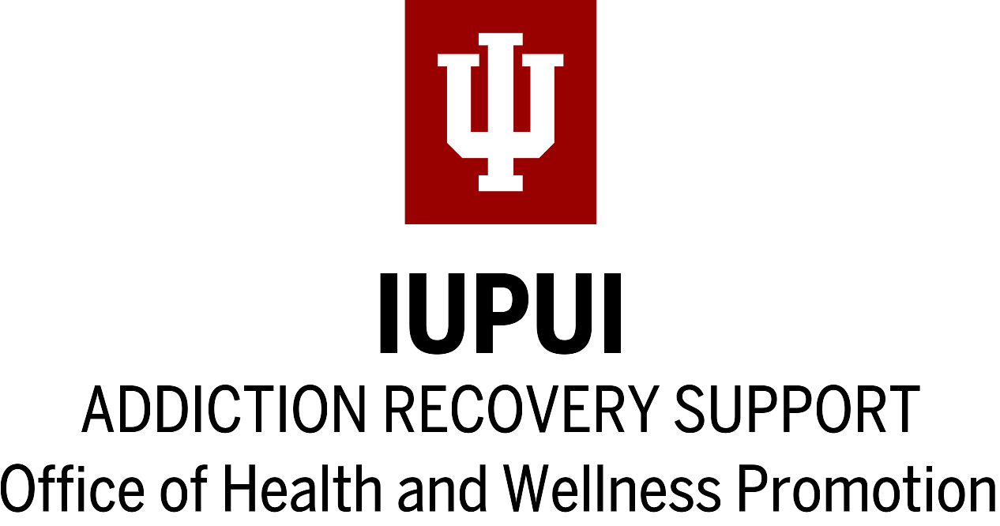 IUPUI
ADDICTION RECOVERY SUPPORT
Office of Health and Wellness Promotion